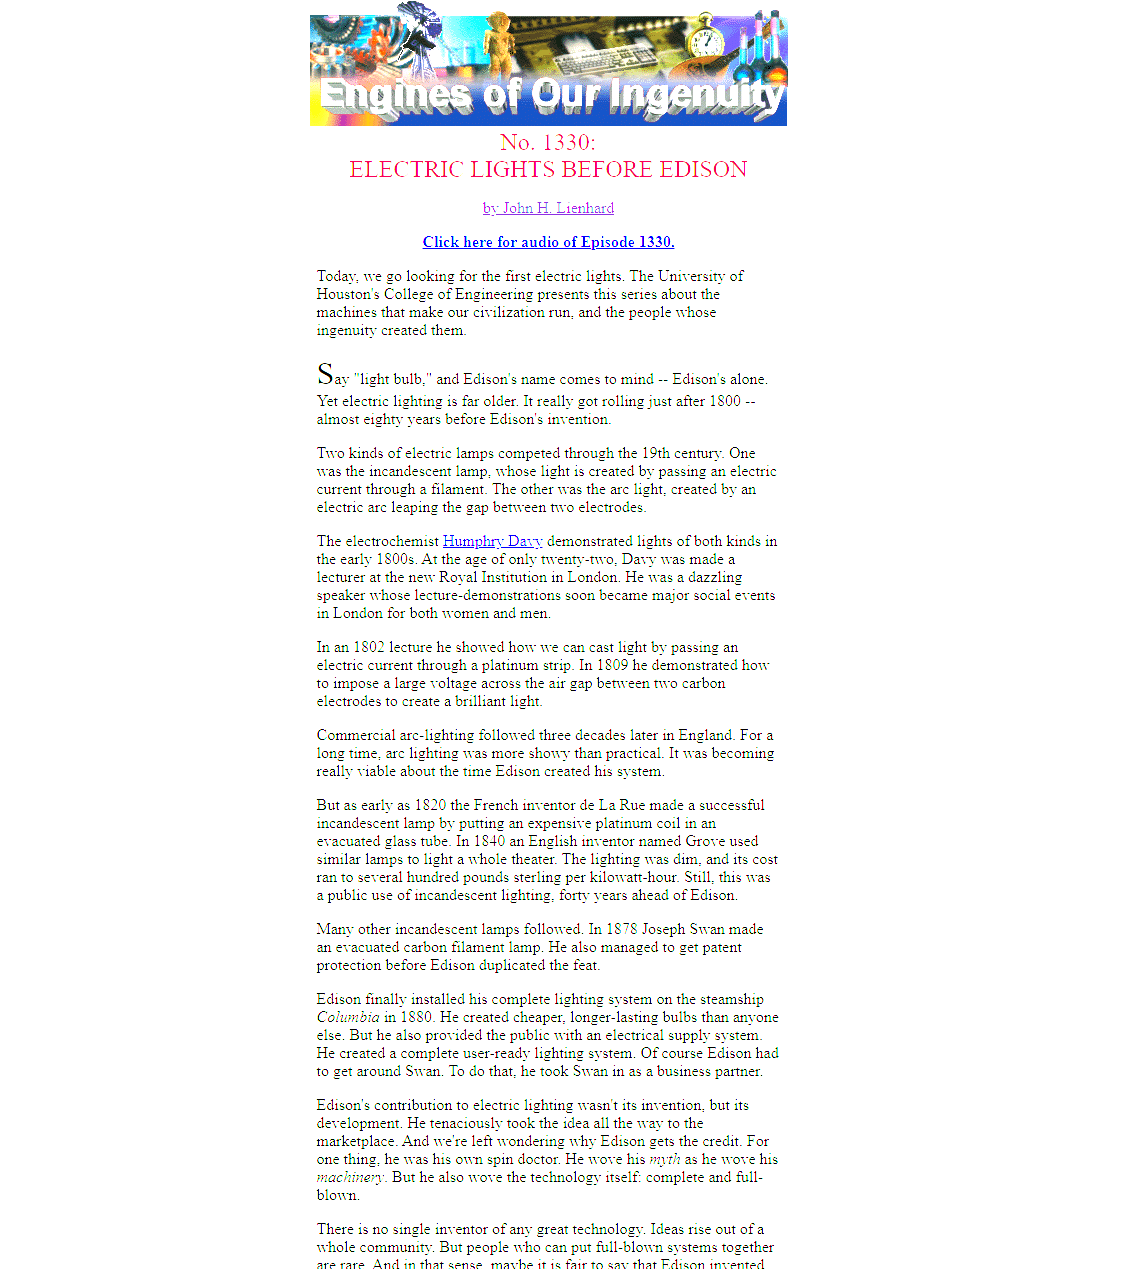 Engines of Our Ingenuity
No. 1330:
ELECTRIC LIGHTS BEFORE EDISON
by John H. Lienhard
Click here for audio of Episode 1330.
Today, we go looking for the first electric lights. The University of
Houston's College of Engineering presents this series about the
machines that make our civilization run, and the people whose
ingenuity created them.
Say "light bulb," and Edison's name comes to mind -- Edison's alone.
Yet electric lighting is far older. It really got rolling just after 1800 --
almost eighty years before Edison's invention.
Two kinds of electric lamps competed through the 19th century. One
was the incandescent lamp, whose light is created by passing an electric
current through a filament. The other was the arc light, created by an
electric arc leaping the gap between two electrodes.
The electrochemist Humphry Davy demonstrated lights of both kinds in
the early 1800s. At the age of only twenty-two, Davy was made a
lecturer at the new Royal Institution in London. He was a dazzling
speaker whose lecture-demonstrations soon became major social events
in London for both women and men.
In an 1802 lecture he showed how we can cast light by passing an
electric current through a platinum strip. In 1809 he demonstrated how
to impose a large voltage across the air gap between two carbon
electrodes to create a brilliant light.
Commercial arc-lighting followed three decades later in England. For a
long time, arc lighting was more showy than practical. It was becoming
really viable about the time Edison created his system.
But as early as 1820 the French inventor de La Rue made a successful
incandescent lamp by putting an expensive platinum coil in an
evacuated glass tube. In 1840 an English inventor named Grove used
similar lamps to light a whole theater. The lighting was dim, and its cost
ran to several hundred pounds sterling per kilowatt-hour. Still, this was
a public use of incandescent lighting, forty years ahead of Edison.
Many other incandescent lamps followed. In 1878 Joseph Swan made
an evacuated carbon filament lamp. He also managed to get patent
protection before Edison duplicated the feat.
Edison finally installed his complete lighting system on the steamship
Columbia in 1880. He created cheaper, longer-lasting bulbs than anyone
else. But he also provided the public with an electrical supply system.
He created a complete user-ready lighting system. Of course Edison had
to get around Swan. To do that, he took Swan in as a business partner.
Edison's contribution to electric lighting wasn't its invention, but its
development. He tenaciously took the idea all the way to the
marketplace. And we're left wondering why Edison gets the credit. For
one thing, he was his own spin doctor. He wove his myth as he wove his
machinery. But he also wove the technology itself: complete and full-
blown.
There is no single inventor of any great technology. Ideas rise out of a
whole community. But people who can put full-blown systems together
are rare. And in that sense, maybe it is fair to say that Edison invented